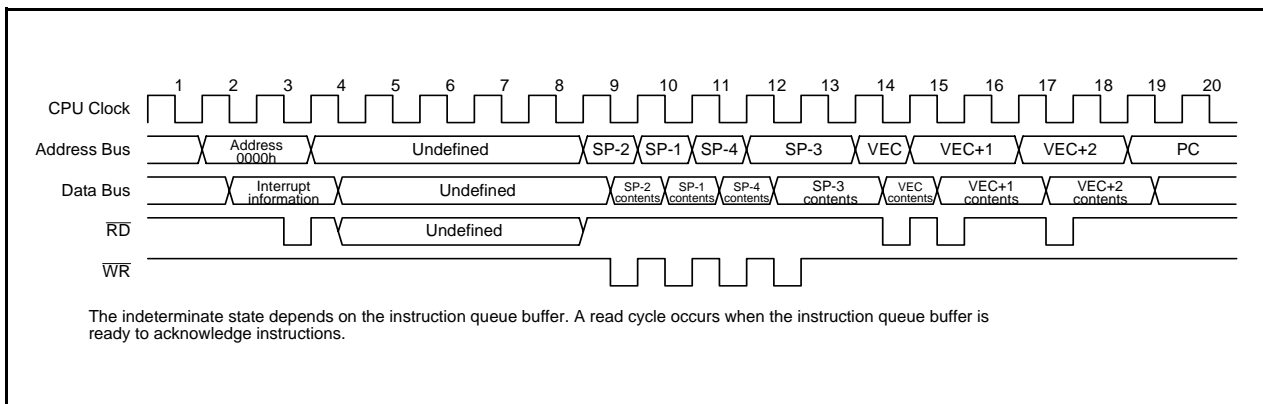 1 2 3 4 5 6 7 8 9 10 11 12 13 14 15 16 17 18 19 20
CPU Clock
Address Bus
Address
0000h
Undefined
SP-2
SP-1
SP-4
SP-3
VEC
VEC+1
VEC+2
PC
Data Bus
Interrupt
information
Undefined
SP-2
contents
SP-1
contents
SP-4
contents
SP-3
contents
VEC
contents
VEC+1
contents
VEC+2
contents
RD
Undefined
WR
The indeterminate state depends on the instruction queue buffer. A read cycle occurs when the instruction queue buffer is
ready to acknowledge instructions.